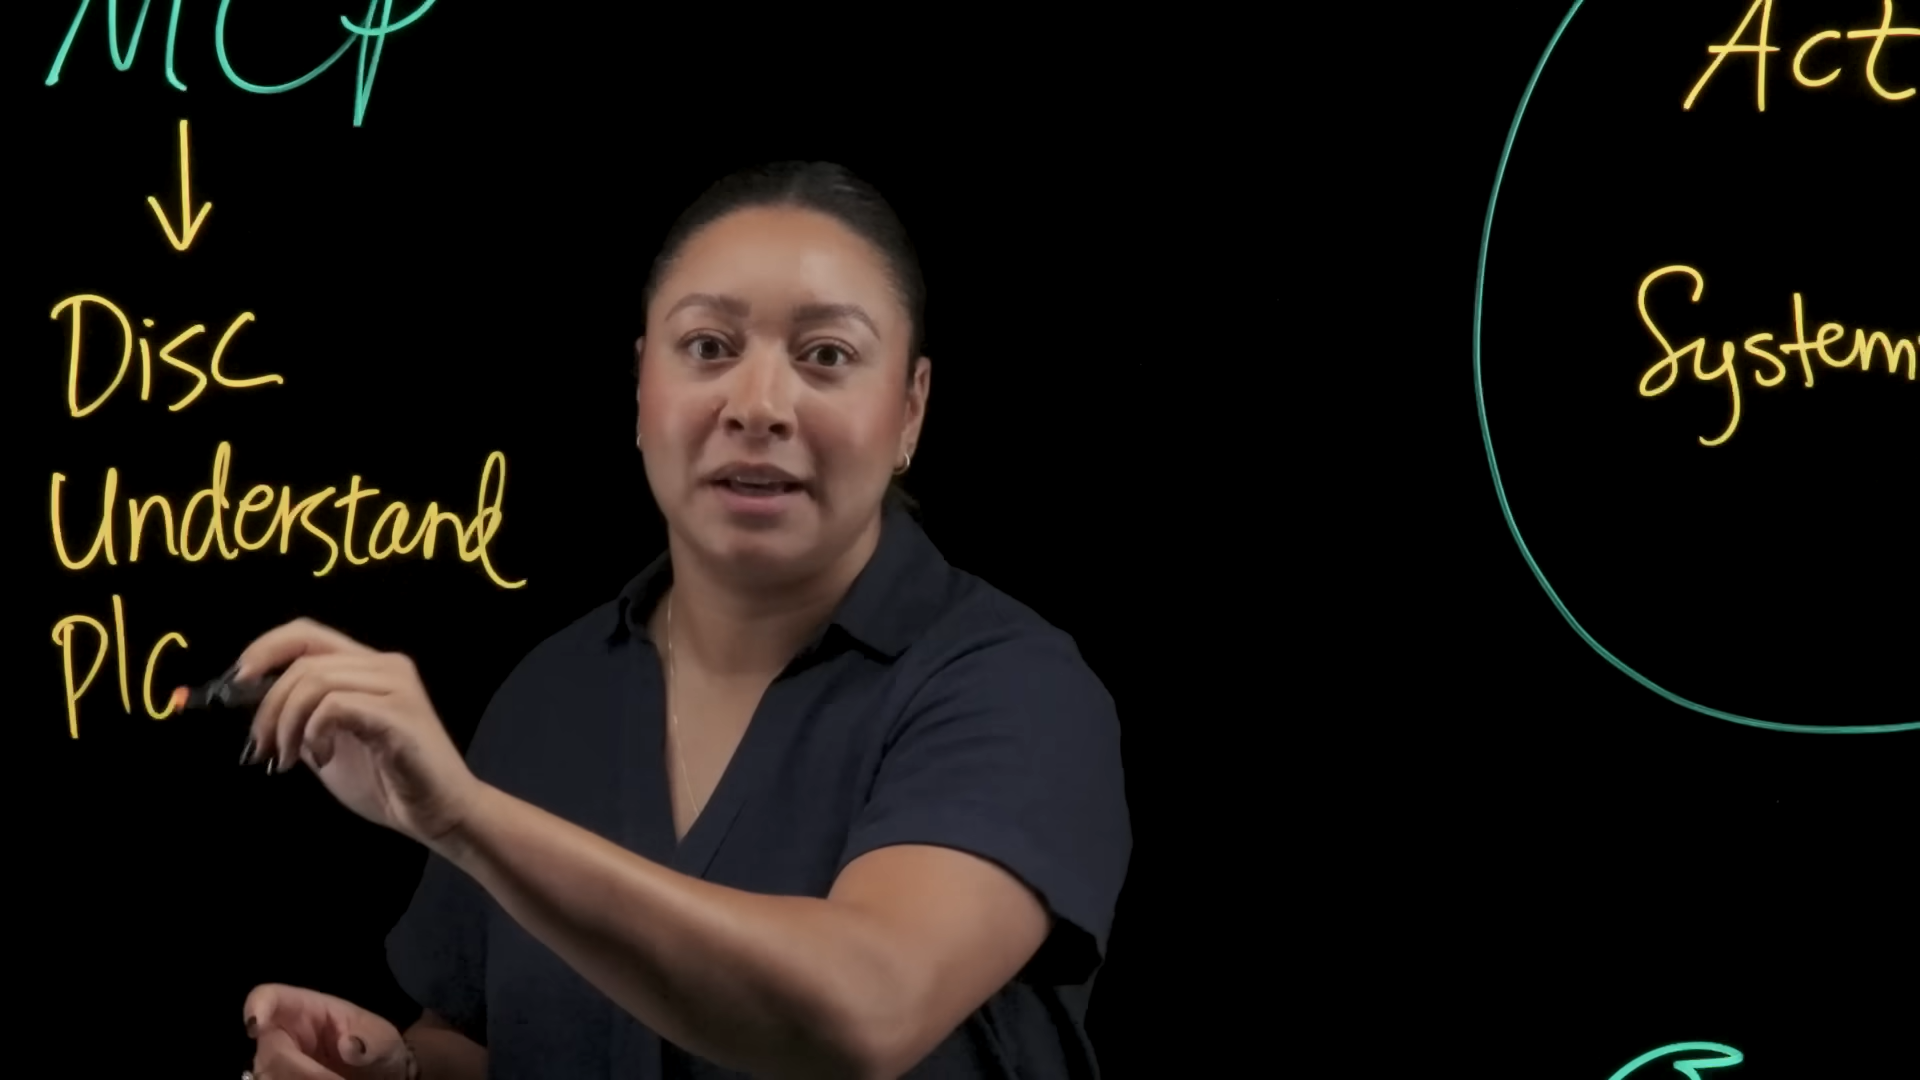 MCP
Disc
Understand
Plc
Act
System